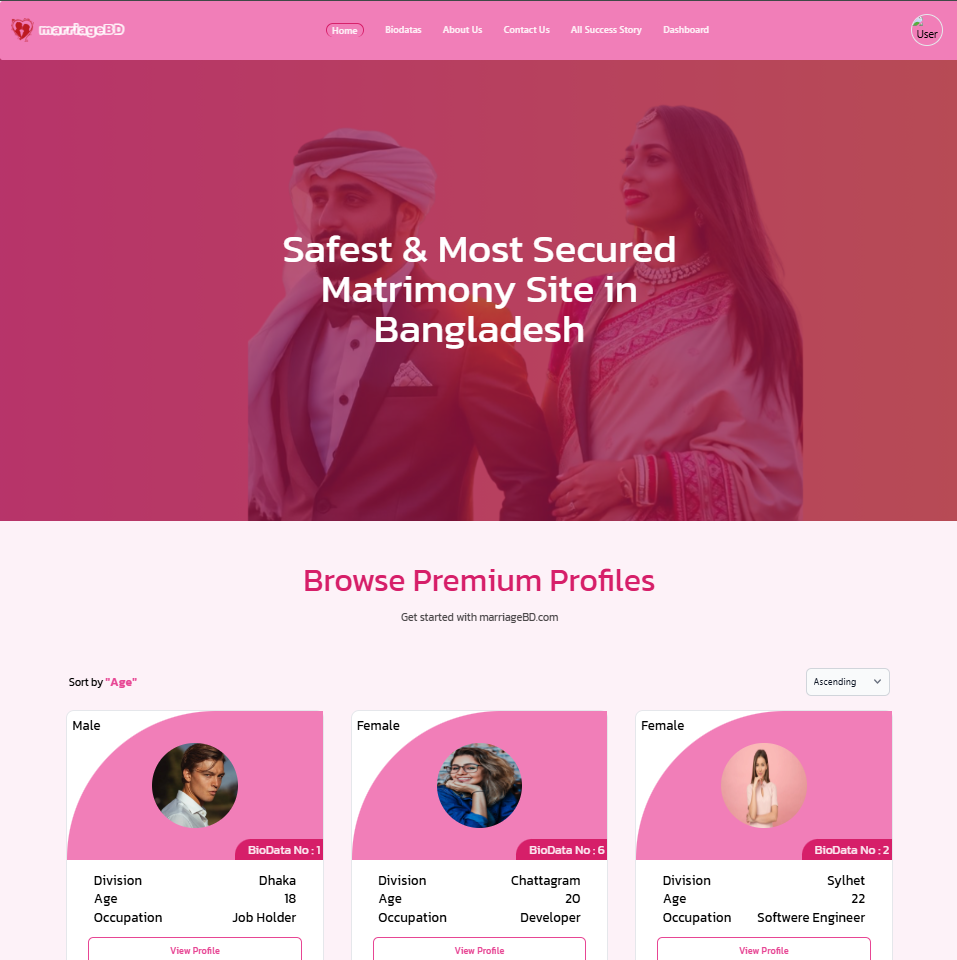 marriageBD
Home Biodatas About Us Contact Us All Success Story Dashboard
User
Safest & Most Secured
Matrimony Site in
Bangladesh
Browse Premium Profiles
Get started with marriageBD.com
Sort by "Age"
Ascending
Male
BioData No : 1
Division Dhaka
Age 18
Occupation Job Holder
View Profile
Female
BioData No : 6
Division Chattagram
Age 20
Occupation Developer
View Profile
Female
BioData No : 2
Division Sylhet
Age 22
Occupation Softwere Engineer
View Profile